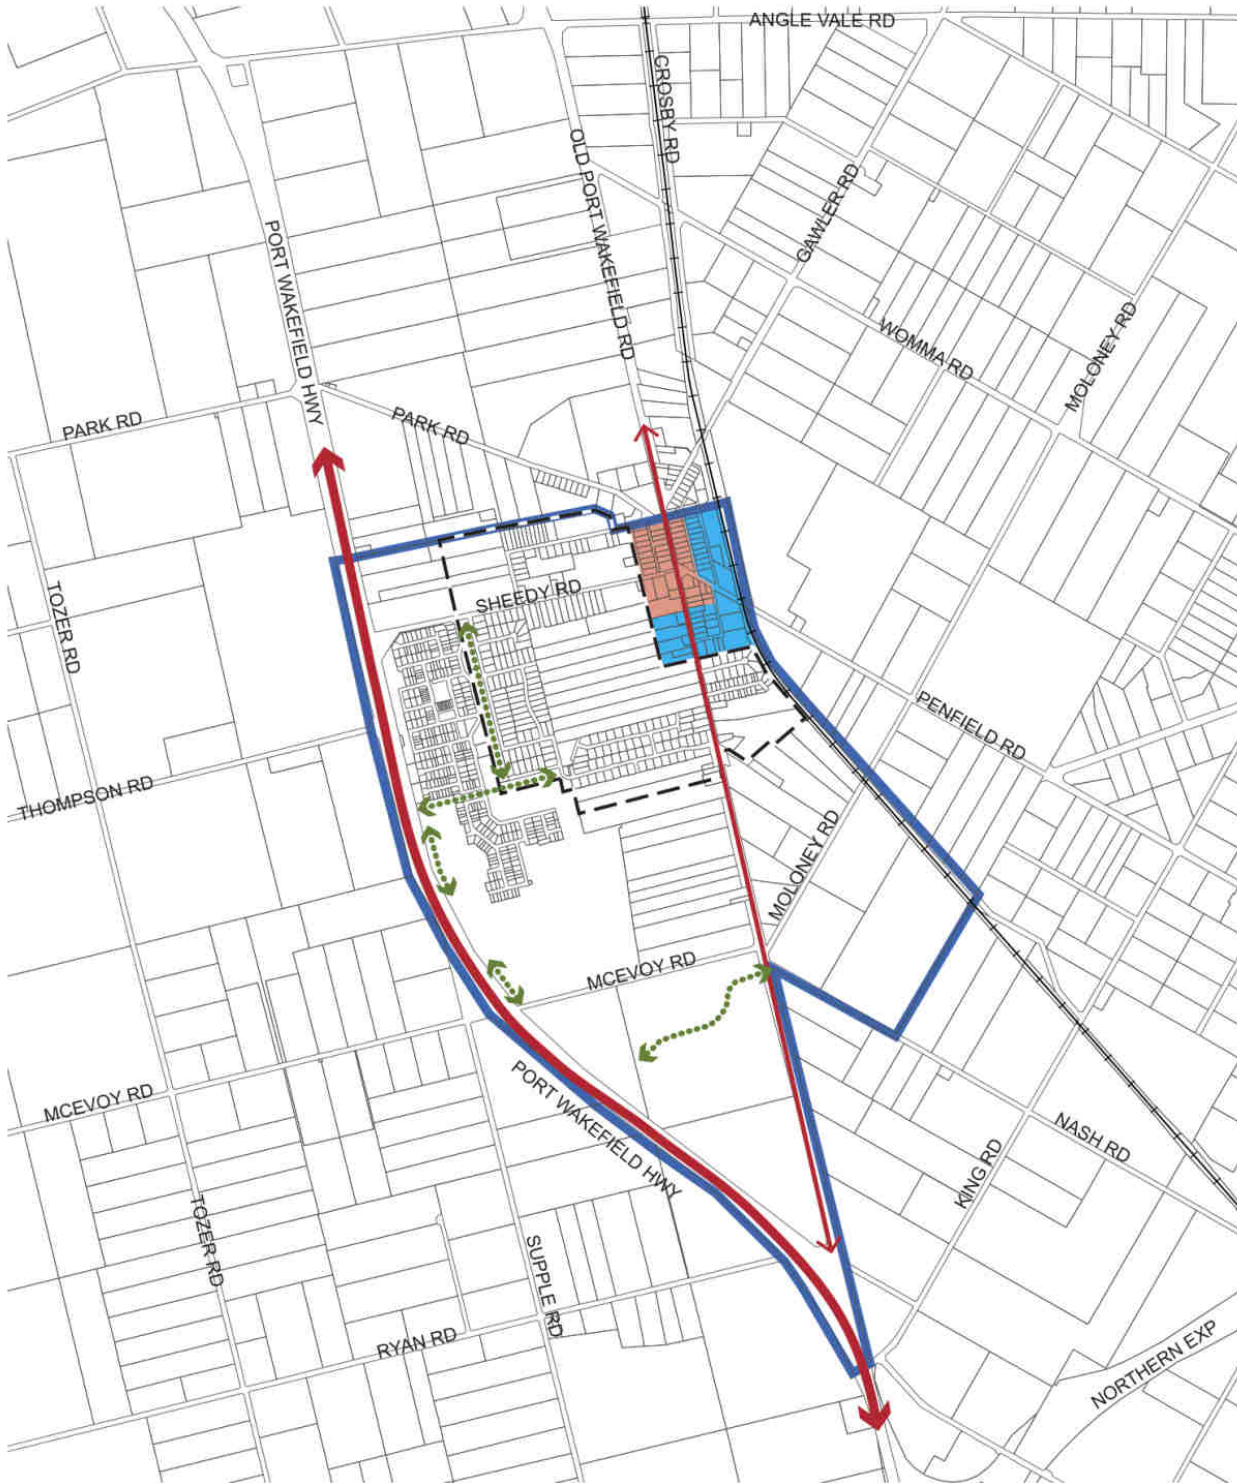 ANGLE VALE RD
CROSBY RD
OLD PORT WAKEFIELD RD
GAWLER RD
PORT WAKEFIELD HWY
WOMMA RD
MOLONEY RD
PARK RD
PARK RD
TOZER RD
SHEEDY RD
PENFIELD RD
THOMPSON RD
MOLONEY RD
MCEVOY RD
MCEVOY RD
PORT WAKEFIELD HWY
NASH RD
KING RD
TOZER RD
SUPPLE RD
RYAN RD
NORTHERN EXP